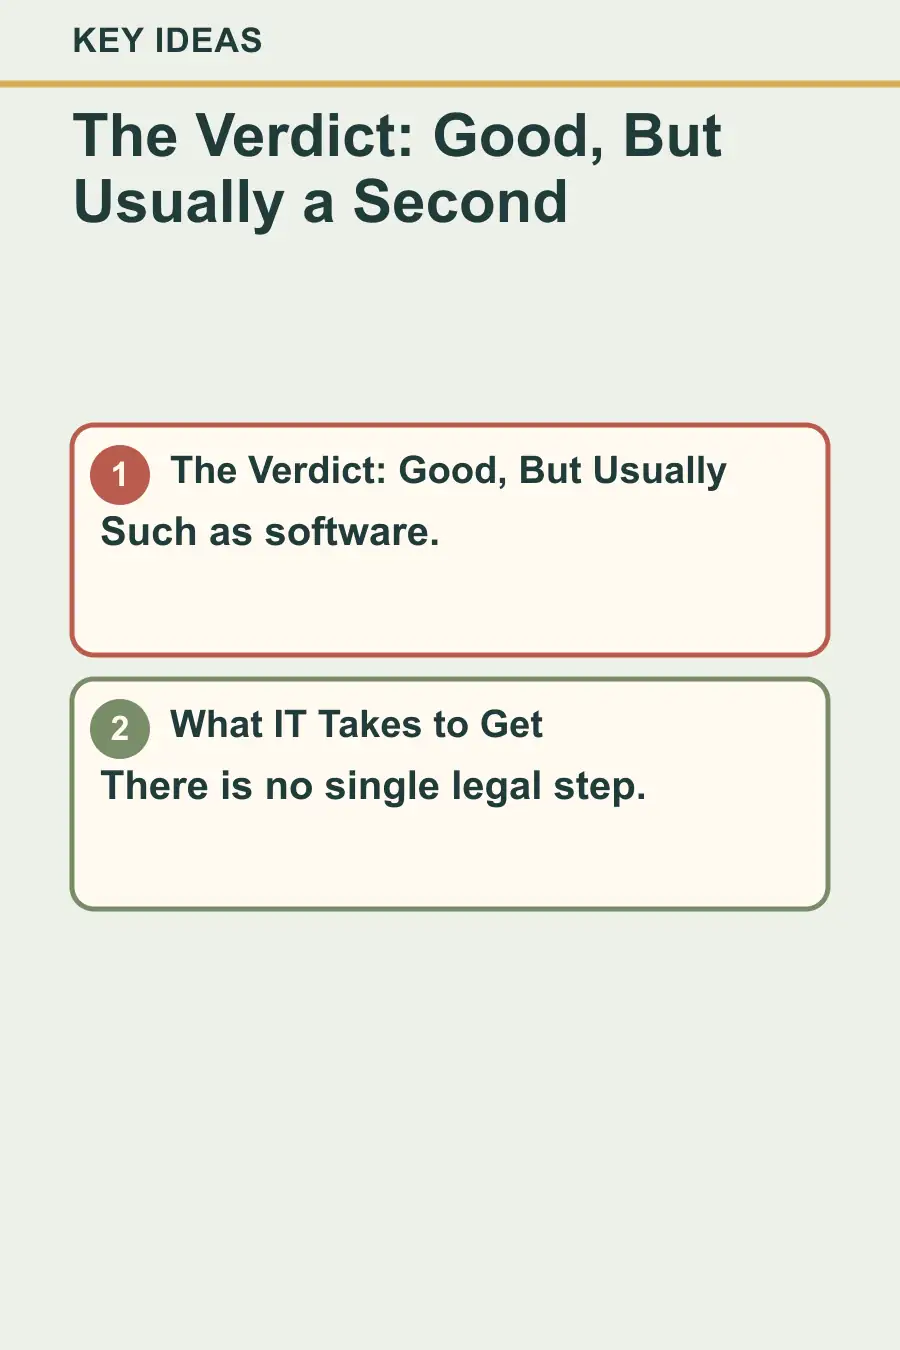 KEY IDEAS
The Verdict: Good, But
Usually a Second
1 The Verdict: Good, But Usually
Such as software.
2 What IT Takes to Get
There is no single legal step.